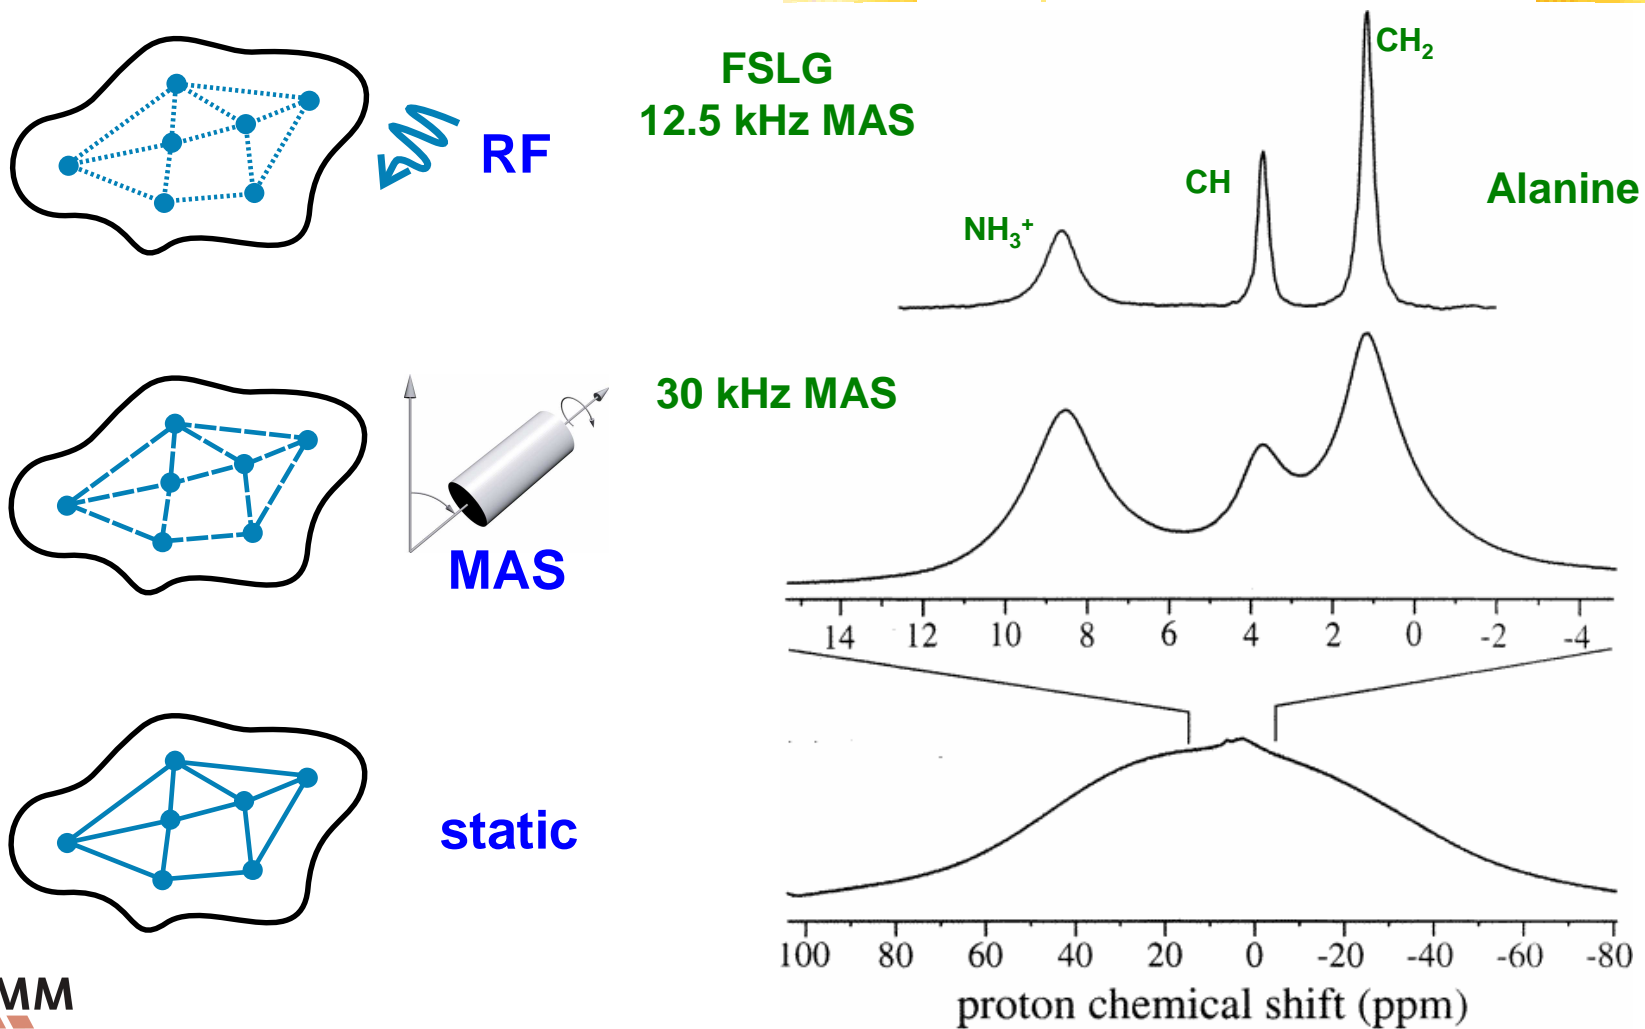 FSLG
12.5 kHz MAS
RF
CH₂
CH
NH₃⁺
Alanine
30 kHz MAS
MAS
14 12 10 8 6 4 2 0 -2 -4
static
100 80 60 40 20 0 -20 -40 -60 -80
proton chemical shift (ppm)
MM